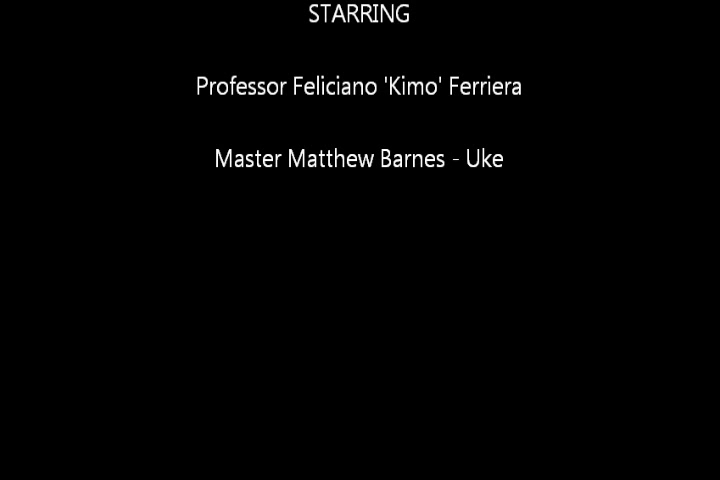 STARRING
Professor Feliciano 'Kimo' Ferriera
Master Matthew Barnes - Uke